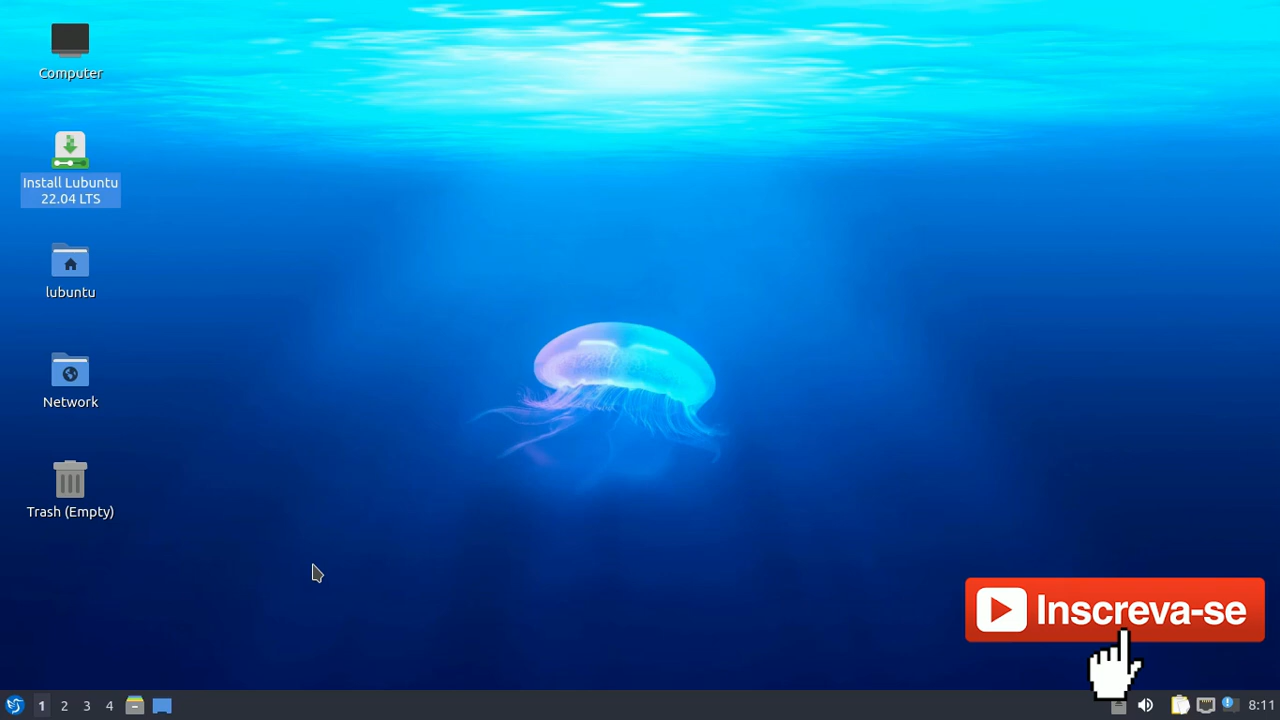 Computer
Install Lubuntu
22.04 LTS
lubuntu
Network
Trash (Empty)
Inscreva-se
1 2 3 4
8:11